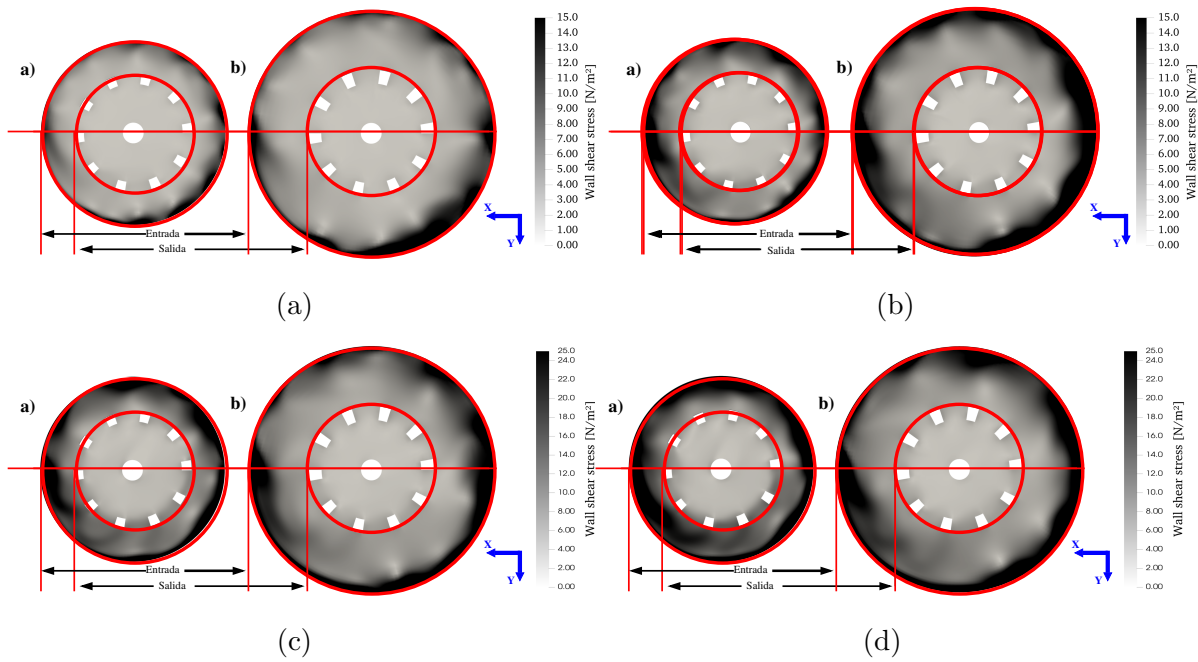 a)
b)
15.0
14.0
13.0
12.0
11.0
10.0
9.00
8.00
7.00
6.00
5.00
4.00
3.00
2.00
1.00
0.00
Wall shear stress [N/m²]
X
Y
Entrada
Salida
(a)
a)
b)
15.0
14.0
13.0
12.0
11.0
10.0
9.00
8.00
7.00
6.00
5.00
4.00
3.00
2.00
1.00
0.00
Wall shear stress [N/m²]
X
Y
Entrada
Salida
(b)
a)
b)
25.0
24.0
22.0
20.0
18.0
16.0
14.0
12.0
10.0
8.00
6.00
4.00
2.00
0.00
Wall shear stress [N/m²]
X
Y
Entrada
Salida
(c)
a)
b)
25.0
24.0
22.0
20.0
18.0
16.0
14.0
12.0
10.0
8.00
6.00
4.00
2.00
0.00
Wall shear stress [N/m²]
X
Y
Entrada
Salida
(d)